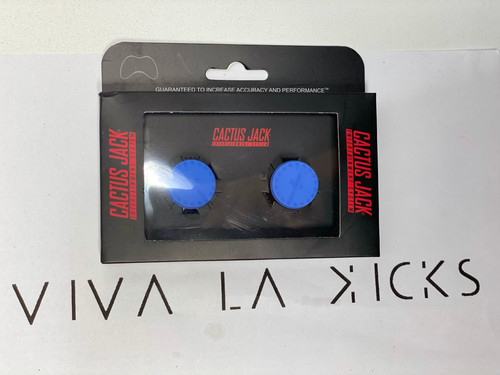 GUARANTEED TO INCREASE ACCURACY AND PERFORMANCE™
CACTUS JACK
CACTUS JACK
CACTUS JACK
VIVA LA KICKS